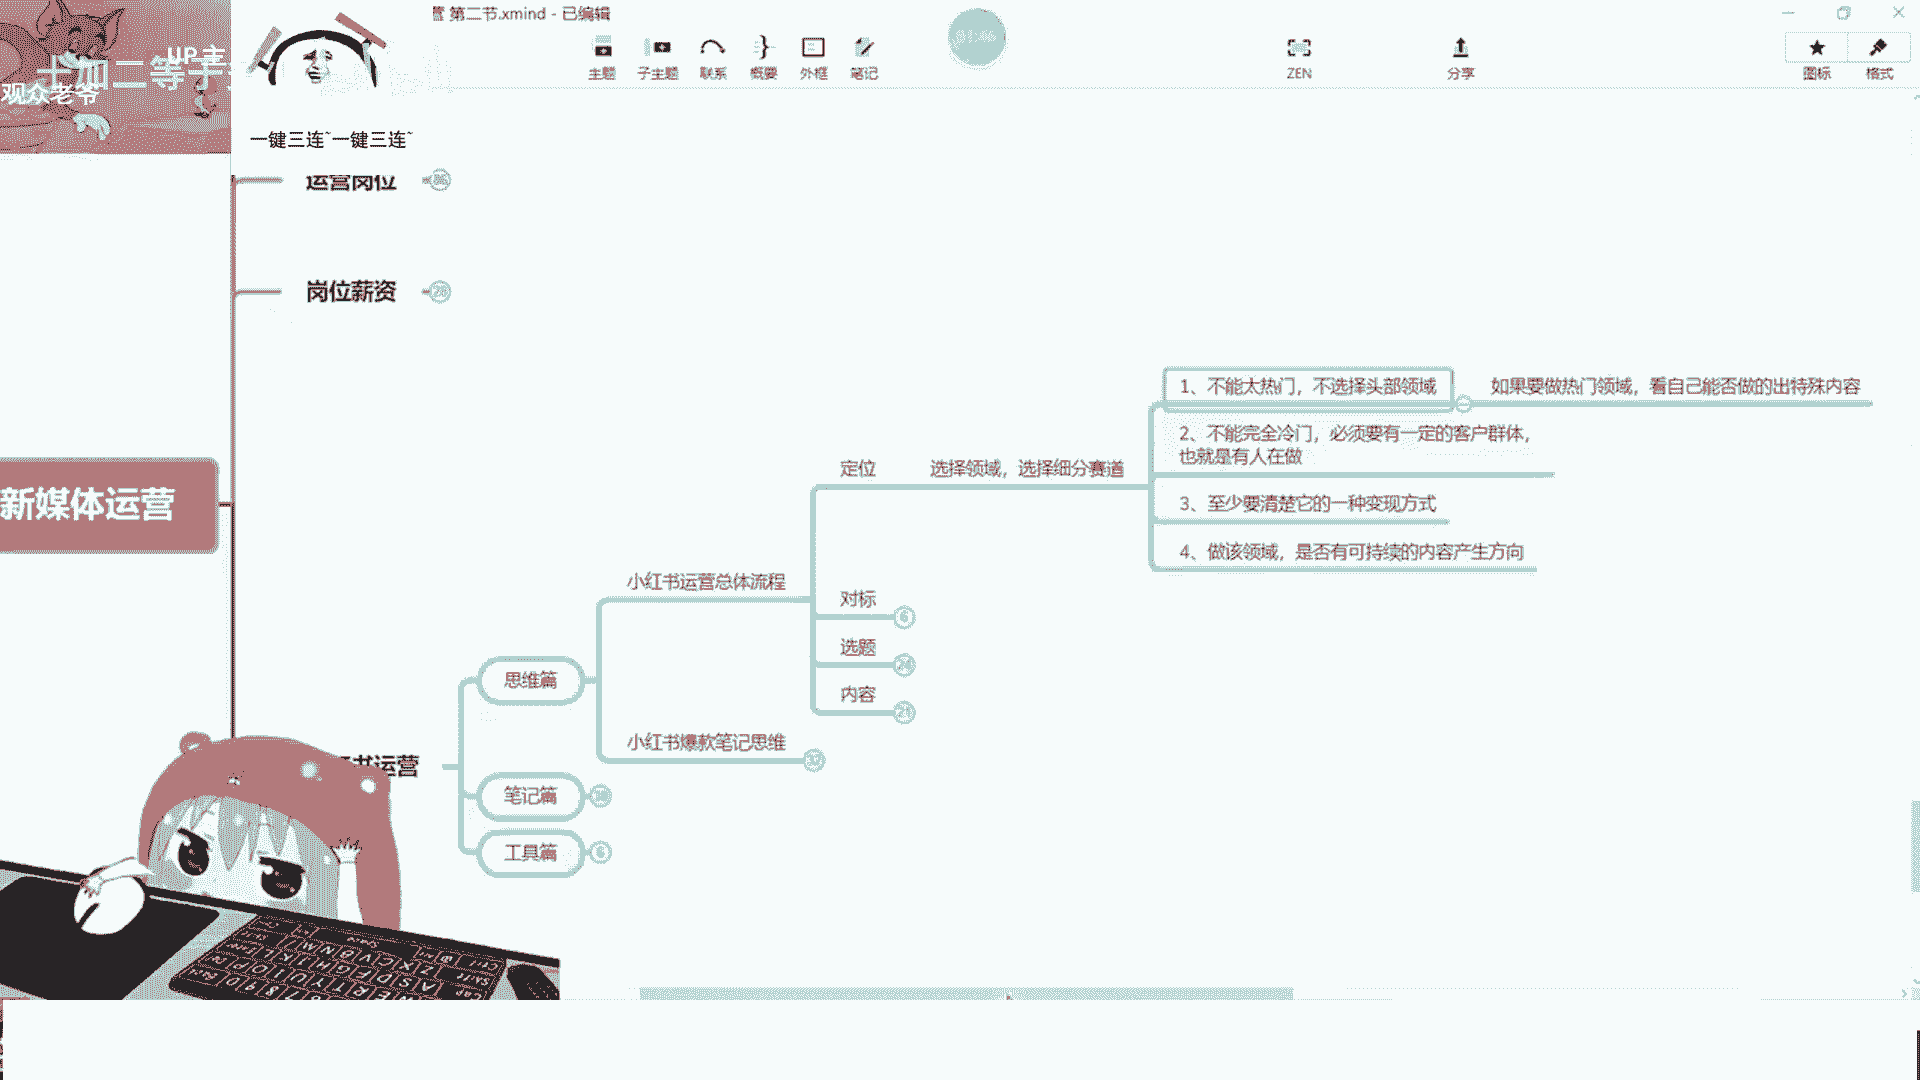 营 第二节.xmind - 已编辑
主题
子主题
联系
概要
外框
笔记
ZEN
分享
图标
格式
UP主
十加二等于
观众老爷
一键三连~一键三连~
运营岗位
岗位薪资
28
新媒体运营
书运营
思维篇
笔记篇
工具篇
6
小红书运营总体流程
小红书爆款笔记思维
定位
对标
6
选题
内容
选择领域，选择细分赛道
1、不能太热门，不选择头部领域
如果要做热门领域，看自己能否做的出特殊内容
2、不能完全冷门，必须要有一定的客户群体，
也就是有人在做
3、至少要清楚它的一种变现方式
4、做该领域，是否有可持续的内容产生方向